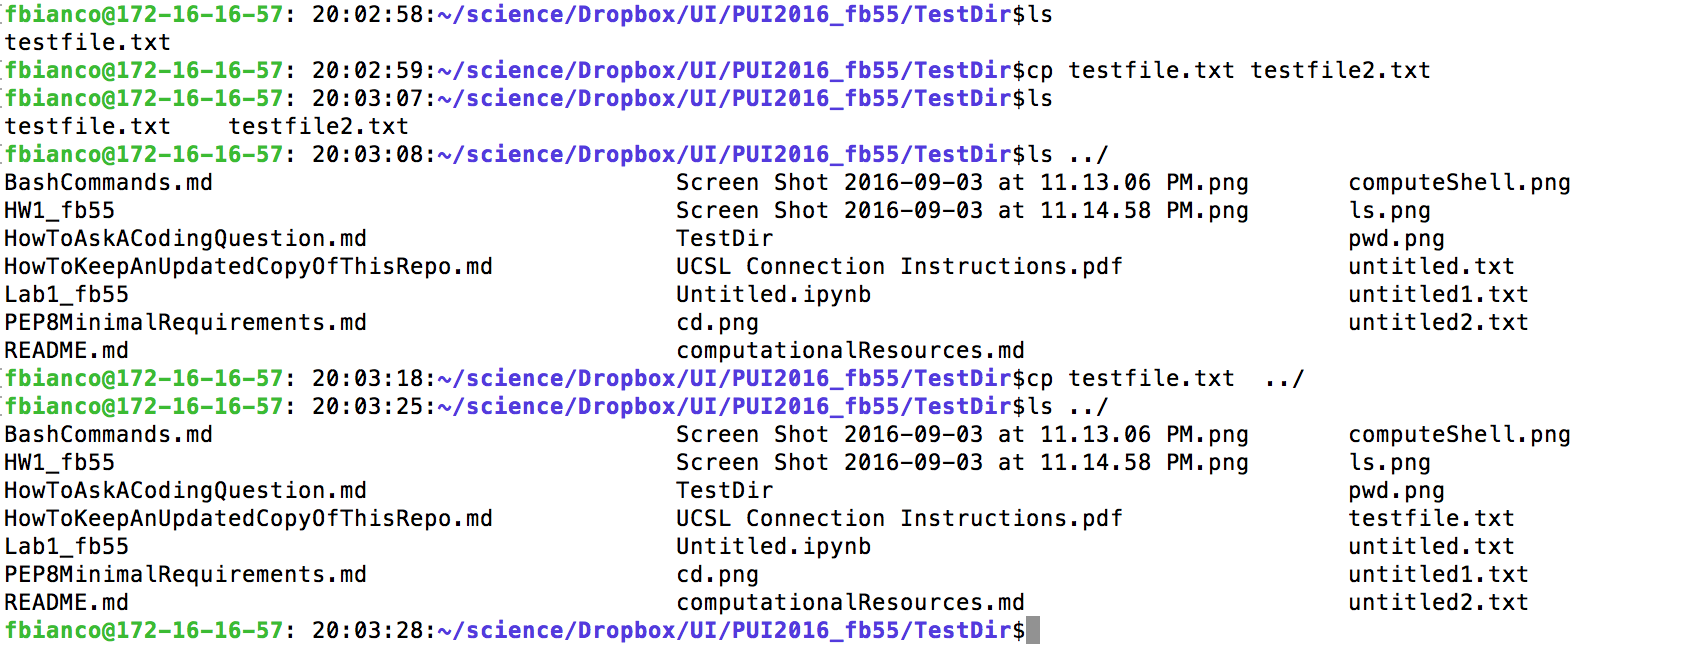 fbianco@172-16-16-57: 20:02:58:~/science/Dropbox/UI/PUI2016_fb55/TestDir$ls
testfile.txt
fbianco@172-16-16-57: 20:02:59:~/science/Dropbox/UI/PUI2016_fb55/TestDir$cp testfile.txt testfile2.txt
fbianco@172-16-16-57: 20:03:07:~/science/Dropbox/UI/PUI2016_fb55/TestDir$ls
testfile.txt    testfile2.txt
fbianco@172-16-16-57: 20:03:08:~/science/Dropbox/UI/PUI2016_fb55/TestDir$ls ../
BashCommands.md                                 Screen Shot 2016-09-03 at 11.13.06 PM.png       computeShell.png
HW1_fb55                                        Screen Shot 2016-09-03 at 11.14.58 PM.png       ls.png
HowToAskACodingQuestion.md                      TestDir                                         pwd.png
HowToKeepAnUpdatedCopyOfThisRepo.md             UCSL Connection Instructions.pdf                untitled.txt
Lab1_fb55                                       Untitled.ipynb                                  untitled1.txt
PEP8MinimalRequirements.md                      cd.png                                          untitled2.txt
README.md                                       computationalResources.md
fbianco@172-16-16-57: 20:03:18:~/science/Dropbox/UI/PUI2016_fb55/TestDir$cp testfile.txt  ../
fbianco@172-16-16-57: 20:03:25:~/science/Dropbox/UI/PUI2016_fb55/TestDir$ls ../
BashCommands.md                                 Screen Shot 2016-09-03 at 11.13.06 PM.png       computeShell.png
HW1_fb55                                        Screen Shot 2016-09-03 at 11.14.58 PM.png       ls.png
HowToAskACodingQuestion.md                      TestDir                                         pwd.png
HowToKeepAnUpdatedCopyOfThisRepo.md             UCSL Connection Instructions.pdf                testfile.txt
Lab1_fb55                                       Untitled.ipynb                                  untitled.txt
PEP8MinimalRequirements.md                      cd.png                                          untitled1.txt
README.md                                       computationalResources.md                       untitled2.txt
fbianco@172-16-16-57: 20:03:28:~/science/Dropbox/UI/PUI2016_fb55/TestDir$